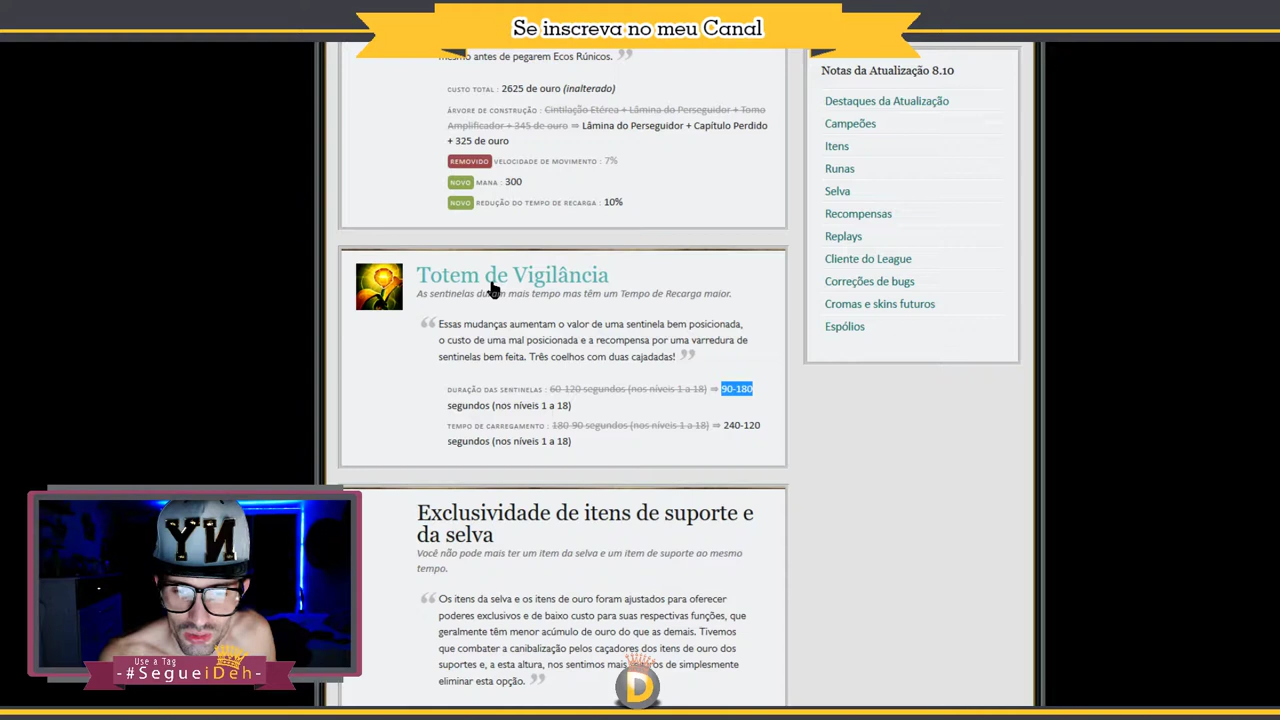 Se inscreva no meu Canal
mesmo antes de pegarem Ecos Rúnicos. ”
CUSTO TOTAL : 2625 de ouro (inalterado)
ÁRVORE DE CONSTRUÇÃO : Cintilação Etérea + Lâmina do Perseguidor + Tomo
Amplificador + 345 de ouro ⇒ Lâmina do Perseguidor + Capítulo Perdido
+ 325 de ouro
REMOVIDO VELOCIDADE DE MOVIMENTO : 7%
NOVO MANA : 300
NOVO REDUÇÃO DO TEMPO DE RECARGA : 10%
Totem de Vigilância
As sentinelas duram mais tempo mas têm um Tempo de Recarga maior.
“ Essas mudanças aumentam o valor de uma sentinela bem posicionada,
o custo de uma mal posicionada e a recompensa por uma varredura de
sentinelas bem feita. Três coelhos com duas cajadadas! ”
DURAÇÃO DAS SENTINELAS : 60-120 segundos (nos níveis 1 a 18) ⇒ 90-180
segundos (nos níveis 1 a 18)
TEMPO DE CARREGAMENTO : 180-90 segundos (nos níveis 1 a 18) ⇒ 240-120
segundos (nos níveis 1 a 18)
Exclusividade de itens de suporte e
da selva
Você não pode mais ter um item da selva e um item de suporte ao mesmo
tempo.
“ Os itens da selva e os itens de ouro foram ajustados para oferecer
poderes exclusivos e de baixo custo para suas respectivas funções, que
geralmente têm menor acúmulo de ouro do que as demais. Tivemos
que combater a canibalização pelos caçadores dos itens de ouro dos
suportes e, a esta altura, nos sentimos mais de simplesmente
eliminar esta opção. ”
Notas da Atualização 8.10
Destaques da Atualização
Campeões
Itens
Runas
Selva
Recompensas
Replays
Cliente do League
Correções de bugs
Cromas e skins futuros
Espólios
NY
Use a Tag
-#SegueiDeh-
D